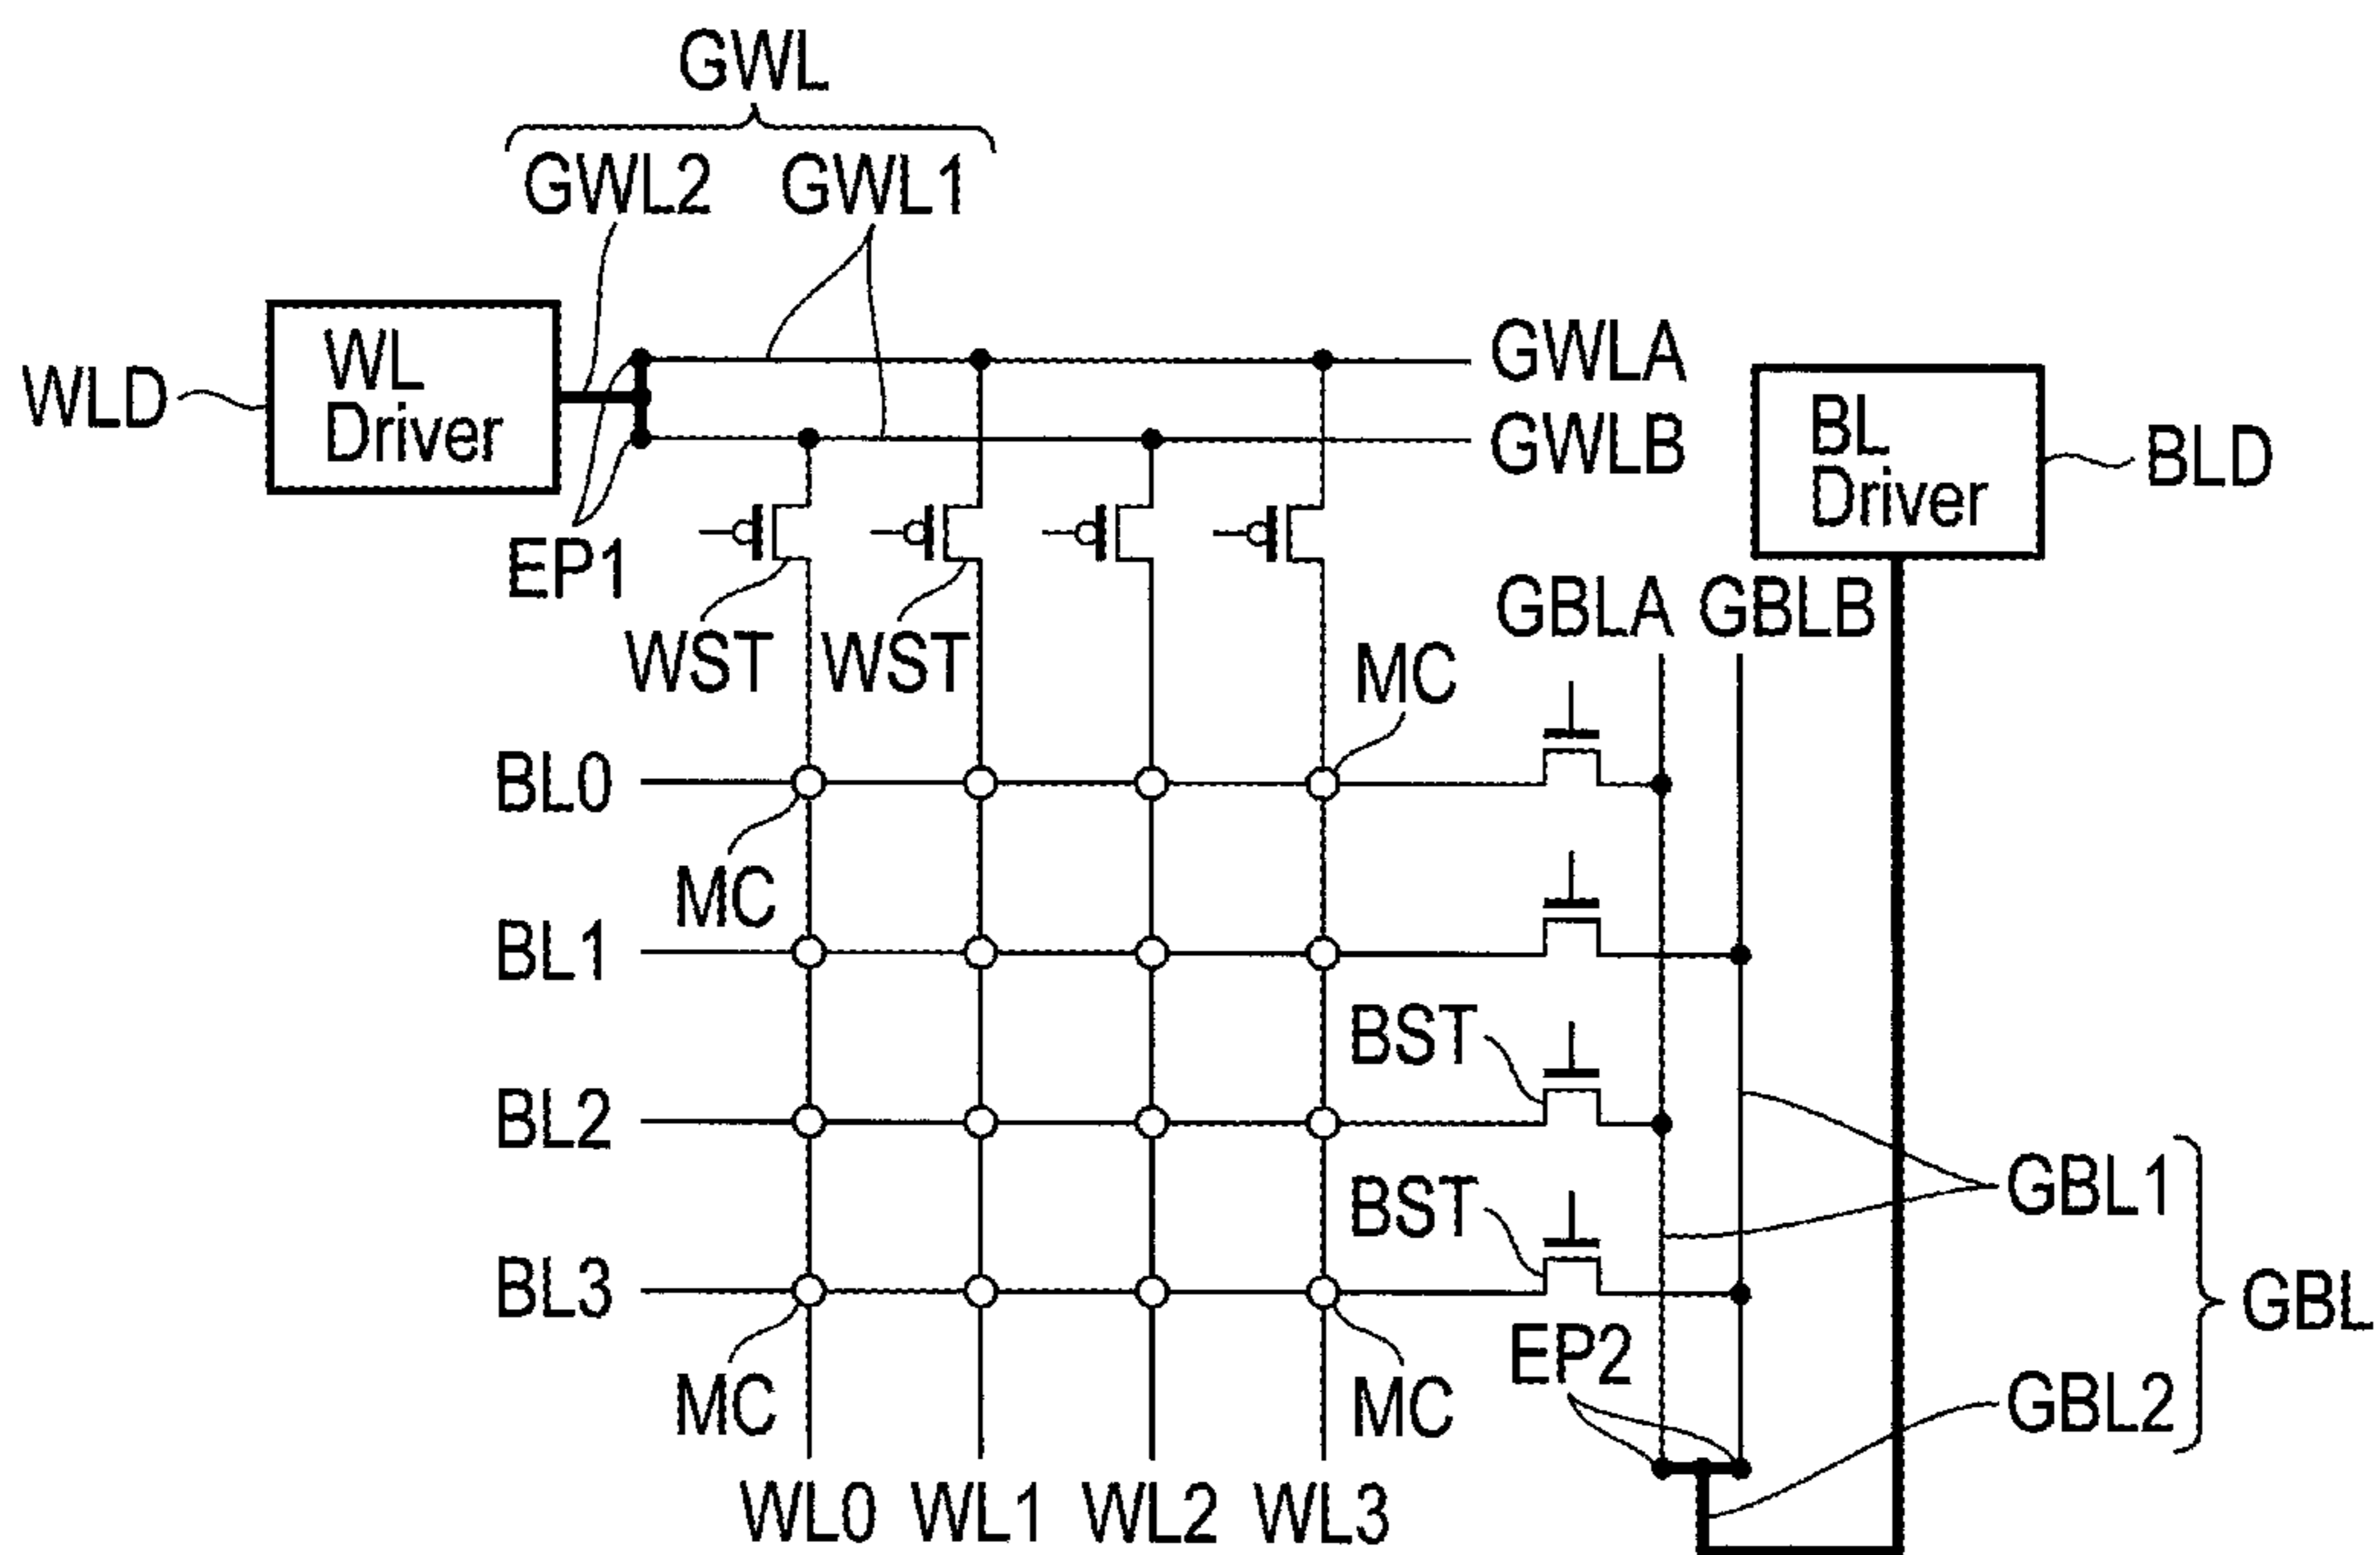 GWL
GWL2 GWL1
WLD
WL
Driver
GWLA
GWLB
BL
Driver
BLD
EP1
WST WST
GBLA GBLB
MC
BL0
MC
BL1
BST
BL2
BST
GBL1
BL3
GBL
EP2
MC
MC
GBL2
WL0 WL1 WL2 WL3